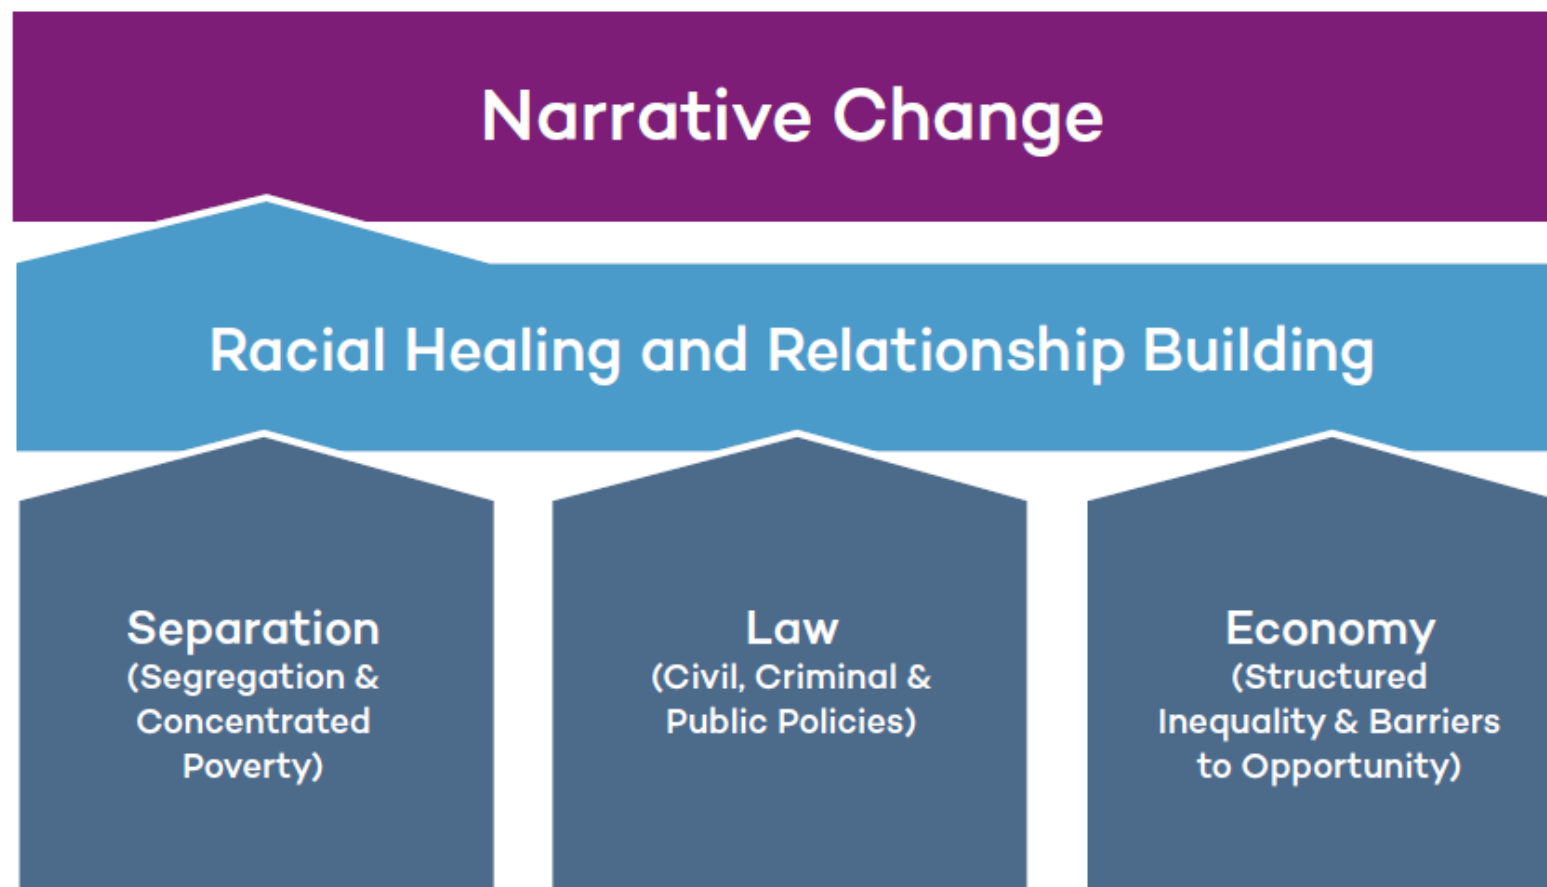 Narrative Change
Racial Healing and Relationship Building
Separation
(Segregation &
Concentrated
Poverty)
Law
(Civil, Criminal &
Public Policies)
Economy
(Structured
Inequality & Barriers
to Opportunity)